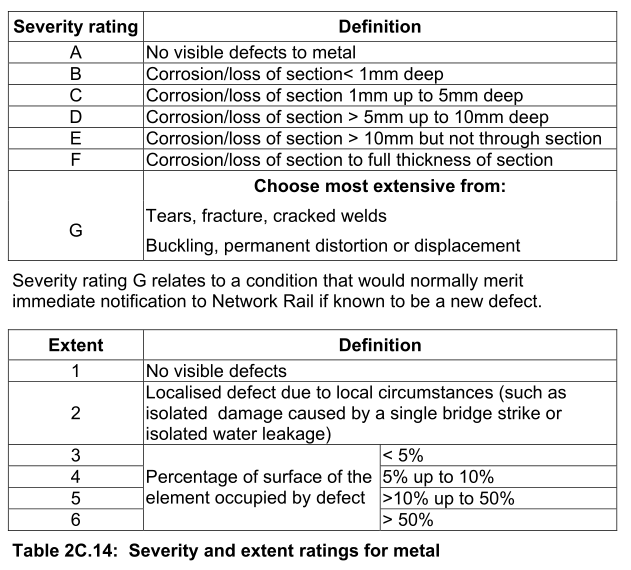 Severity rating Definition
A No visible defects to metal
B Corrosion/loss of section< 1mm deep
C Corrosion/loss of section 1mm up to 5mm deep
D Corrosion/loss of section > 5mm up to 10mm deep
E Corrosion/loss of section > 10mm but not through section
F Corrosion/loss of section to full thickness of section
Choose most extensive from:
Tears, fracture, cracked welds
G
Buckling, permanent distortion or displacement
Severity rating G relates to a condition that would normally merit
immediate notification to Network Rail if known to be a new defect.
Extent Definition
1 No visible defects
Localised defect due to local circumstances (such as
2 isolated damage caused by a single bridge strike or
isolated water leakage)
3 < 5%
4 Percentage of surface of the 5% up to 10%
5 element occupied by defect >10% up to 50%
6 > 50%
Table 2C.14: Severity and extent ratings for metal